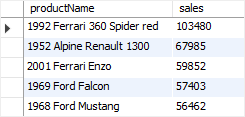 productName sales
1992 Ferrari 360 Spider red 103480
1952 Alpine Renault 1300 67985
2001 Ferrari Enzo 59852
1969 Ford Falcon 57403
1968 Ford Mustang 56462